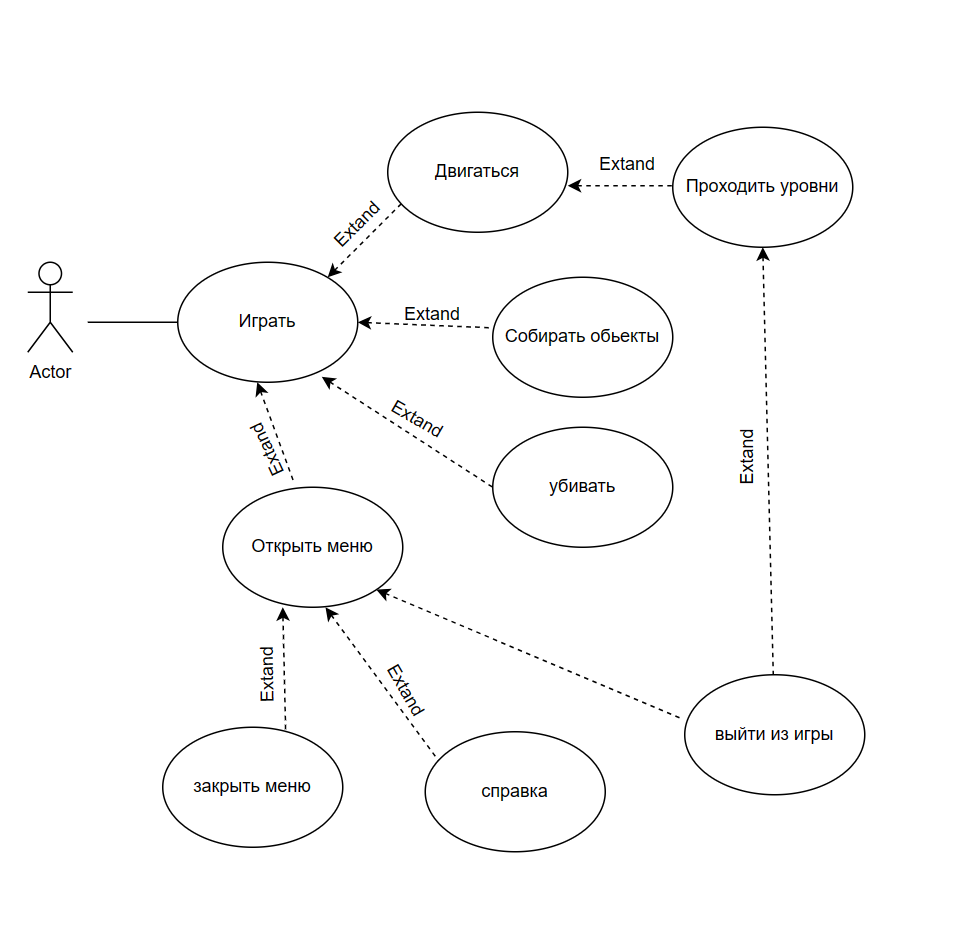 Двигаться
Extand
Проходить уровни
Extand
Играть
Extand
Собирать обьекты
Actor
Extand
Extand
убивать
Extand
Открыть меню
Extand
Extand
выйти из игры
закрыть меню
справка